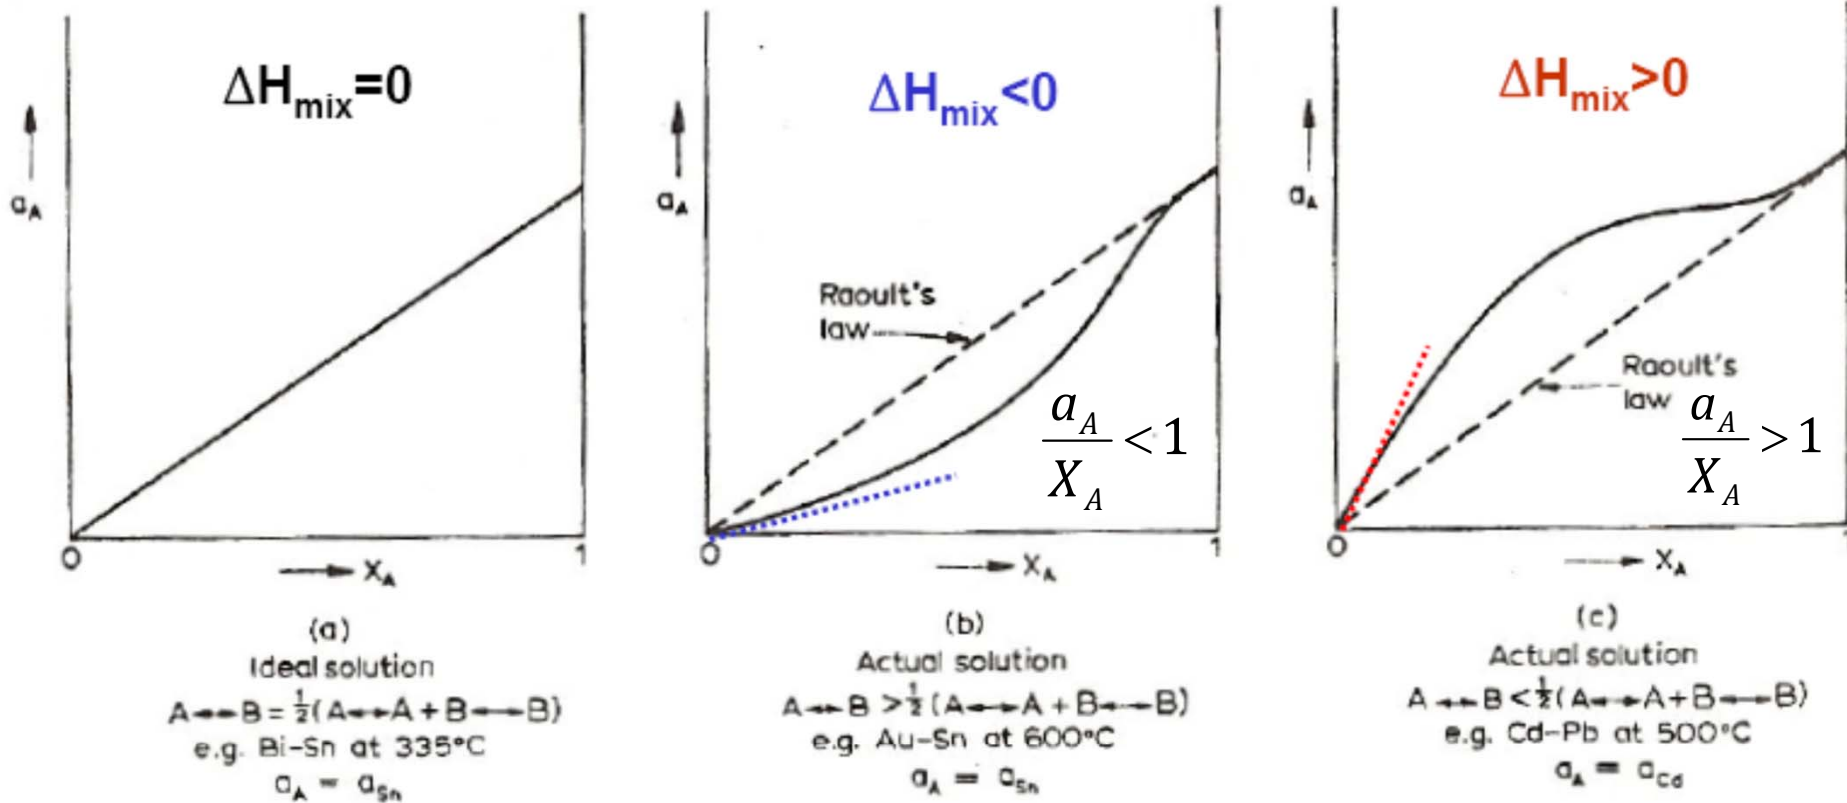 ΔHmix=0
aA
0
1
XA
(a)
Ideal solution
A↔B = ½(A↔A + B↔B)
e.g. Bi-Sn at 335°C
aA = aSn
ΔHmix<0
aA
Raoult's
law
aA/XA < 1
0
1
XA
(b)
Actual solution
A↔B > ½(A↔A + B↔B)
e.g. Au-Sn at 600°C
aA = aSn
ΔHmix>0
aA
Raoult's
law
aA/XA > 1
0
1
XA
(c)
Actual solution
A↔B < ½(A↔A + B↔B)
e.g. Cd-Pb at 500°C
aA = aCd